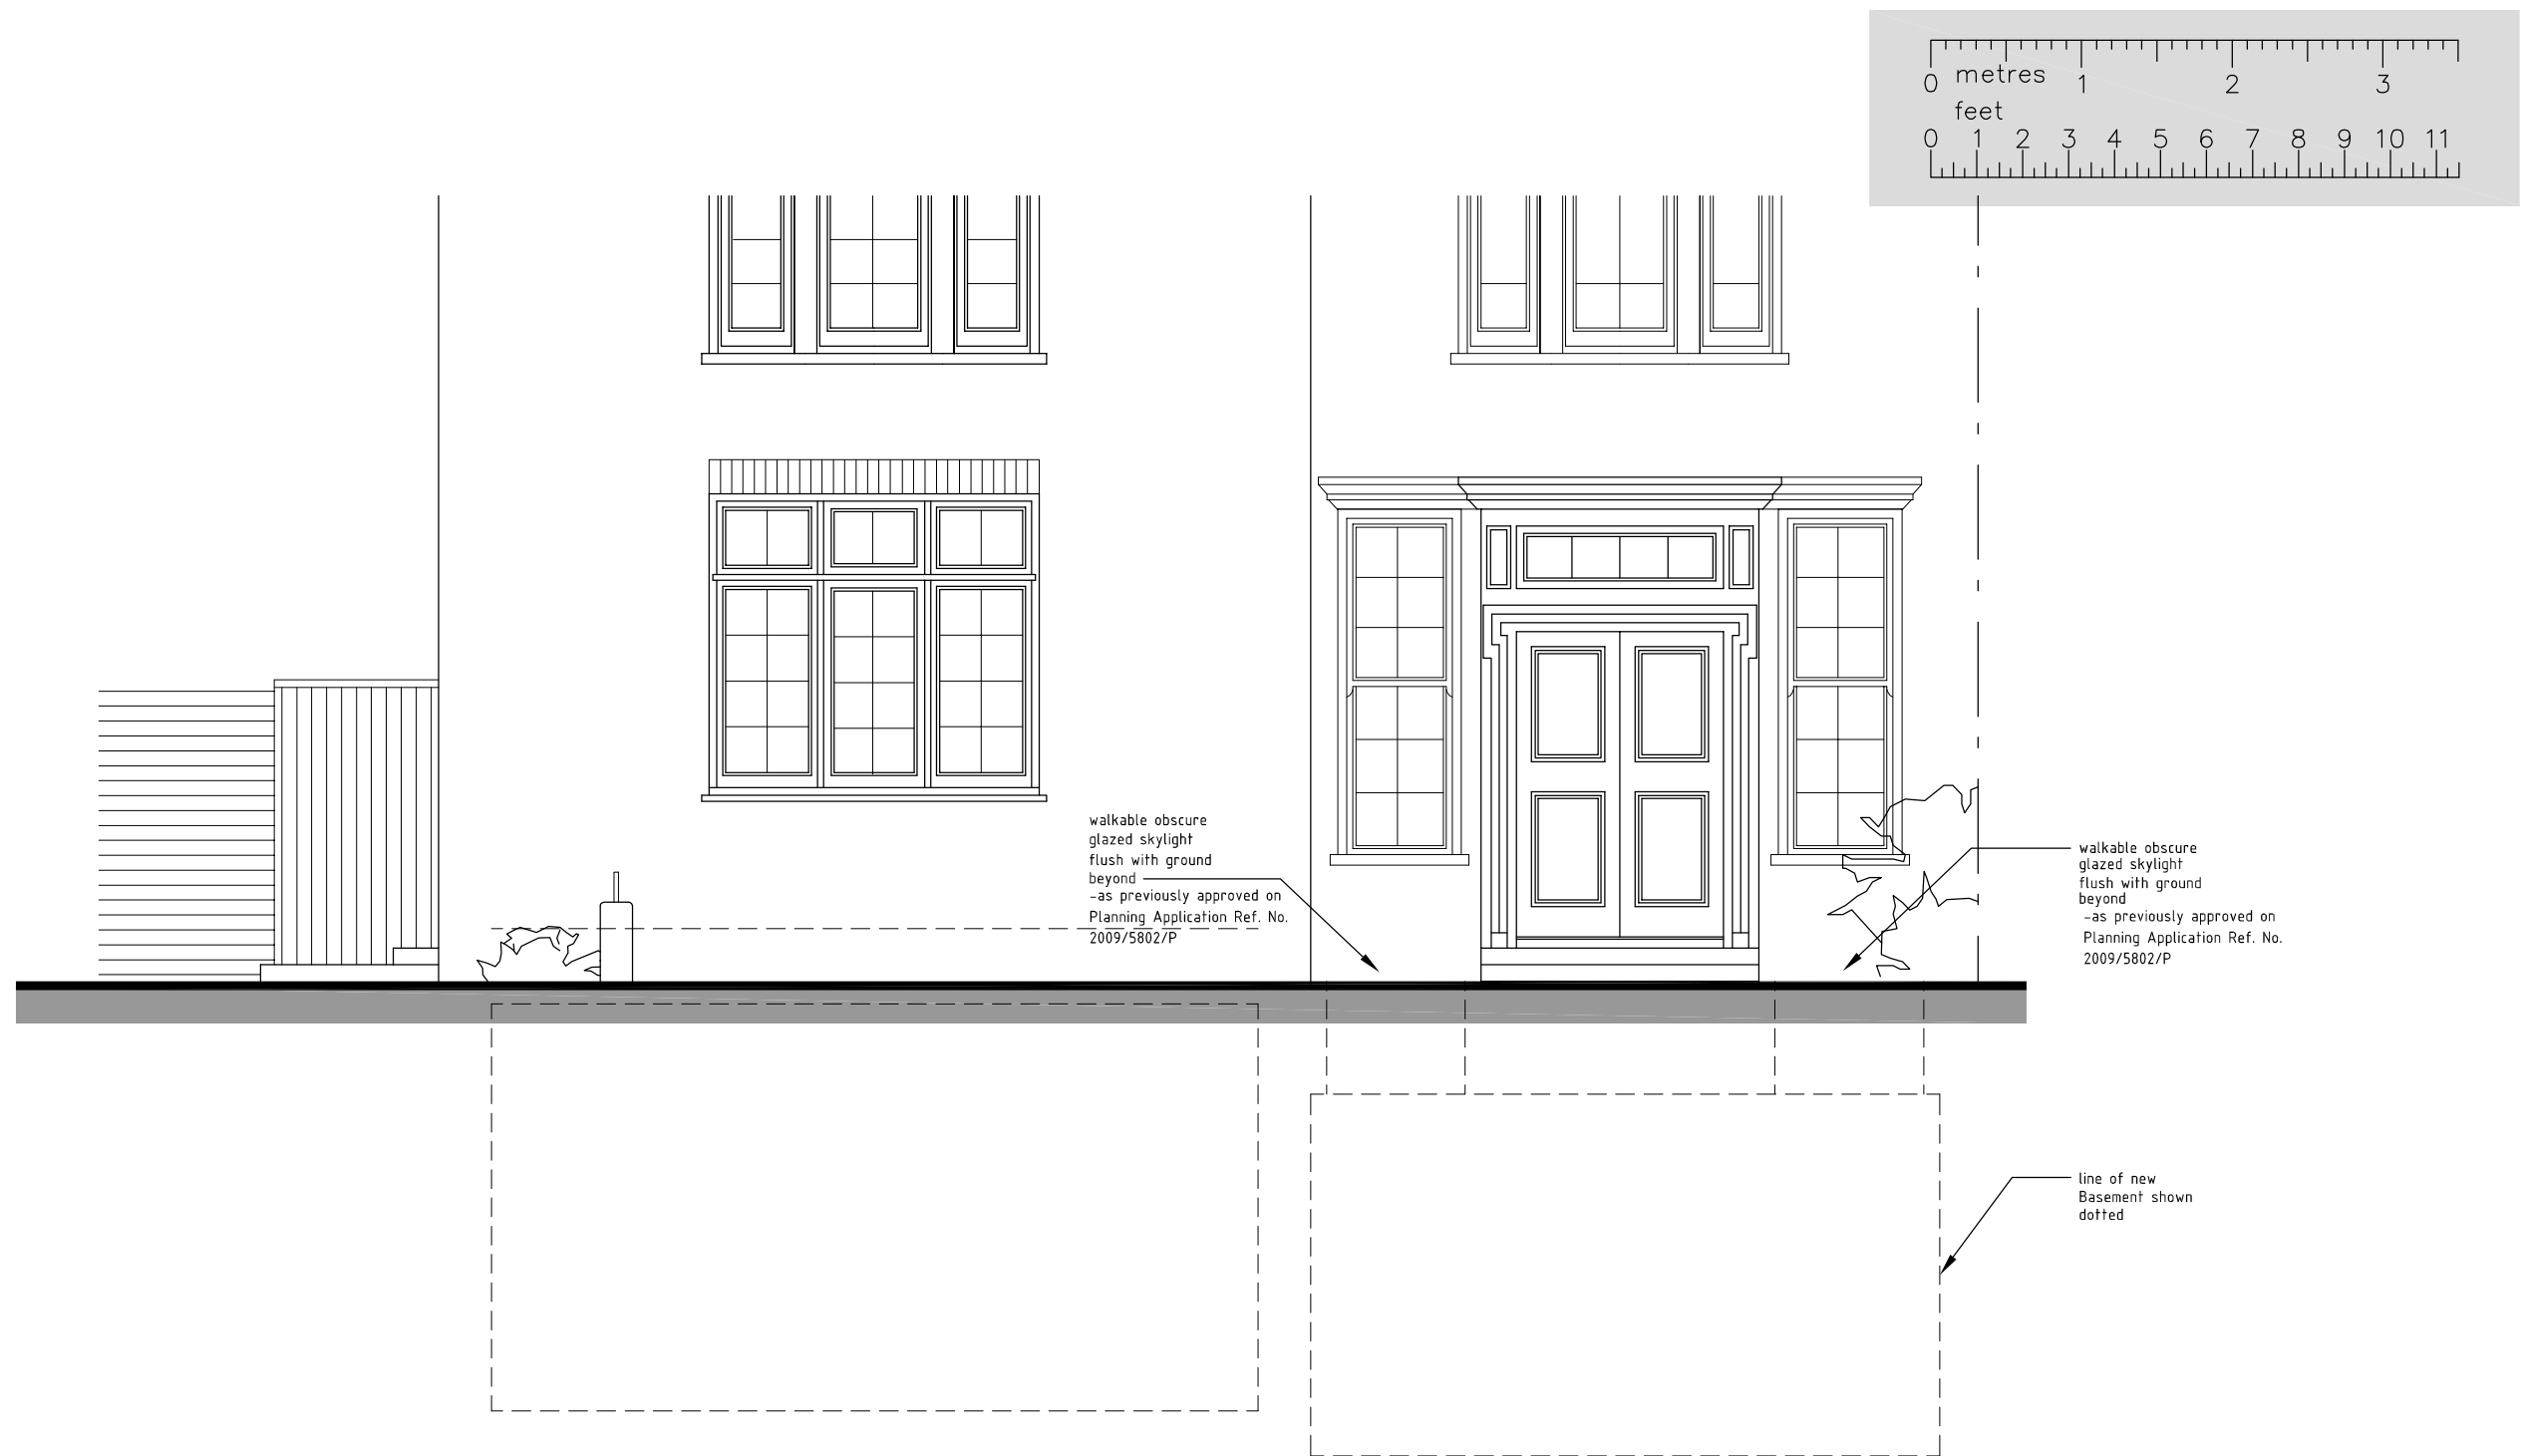 0 metres 1 2 3
feet
0 1 2 3 4 5 6 7 8 9 10 11
walkable obscure
glazed skylight
flush with ground
beyond
-as previously approved on
Planning Application Ref. No.
2009/5802/P
walkable obscure
glazed skylight
flush with ground
beyond
-as previously approved on
Planning Application Ref. No.
2009/5802/P
line of new
Basement shown
dotted